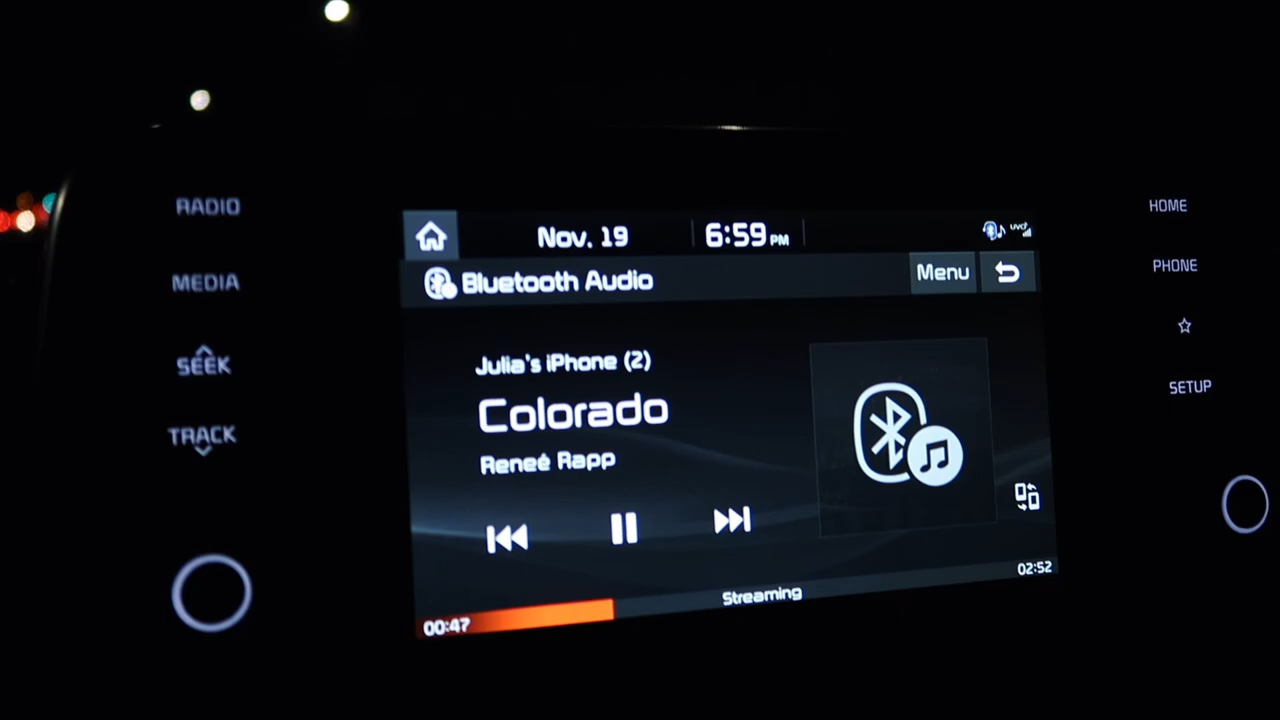 RADIO
MEDIA
SEEK
TRACK
Nov. 19
6:59 PM
UVO
Bluetooth Audio
Menu
Julia's iPhone (2)
Colorado
Reneé Rapp
00:47
Streaming
02:52
HOME
PHONE
SETUP